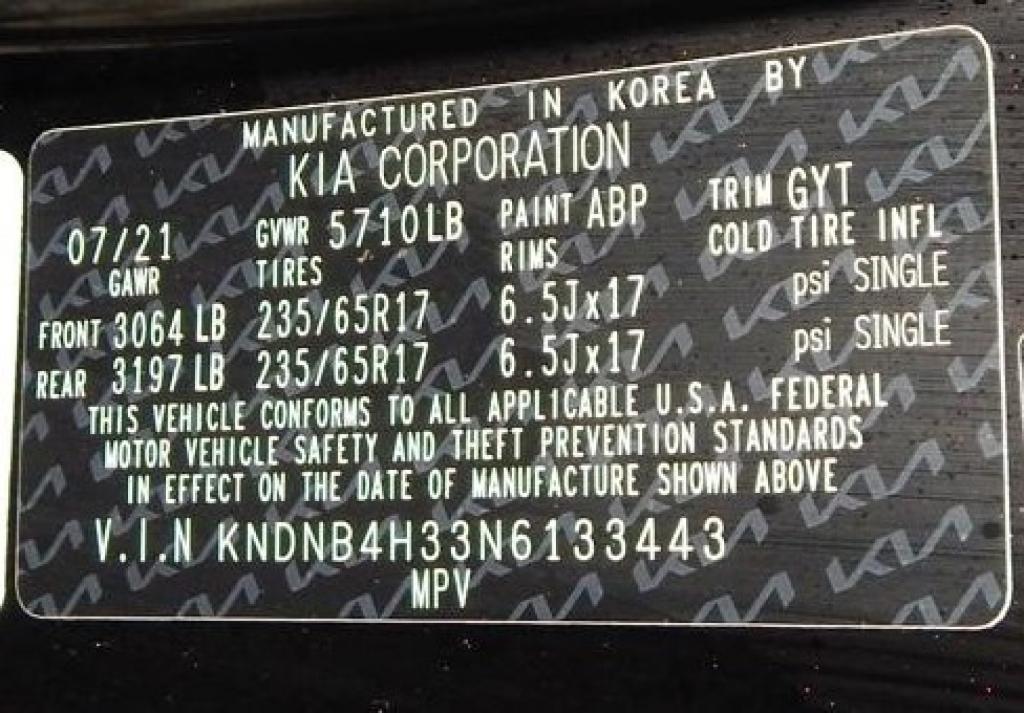 MANUFACTURED IN KOREA BY
KIA CORPORATION
07/21 GVWR 5710LB PAINT ABP TRIM GYT
GAWR TIRES RIMS COLD TIRE INFL
FRONT 3064 LB 235/65R17 6.5Jx17 psi SINGLE
REAR 3197 LB 235/65R17 6.5Jx17 psi SINGLE
THIS VEHICLE CONFORMS TO ALL APPLICABLE U.S.A. FEDERAL
MOTOR VEHICLE SAFETY AND THEFT PREVENTION STANDARDS
IN EFFECT ON THE DATE OF MANUFACTURE SHOWN ABOVE
V.I.N KNDNB4H33N6133443
MPV